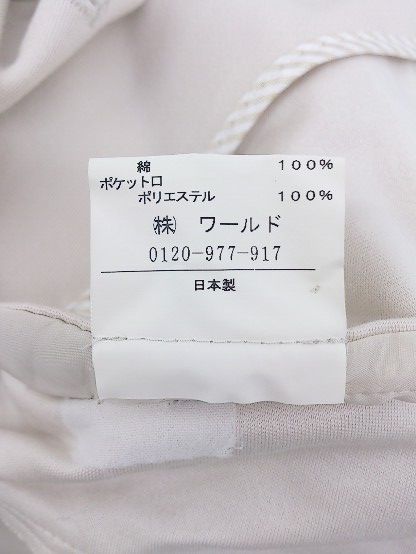 綿 100%
ポケット口
ポリエステル 100%
㈱ ワールド
0120-977-917
日本製